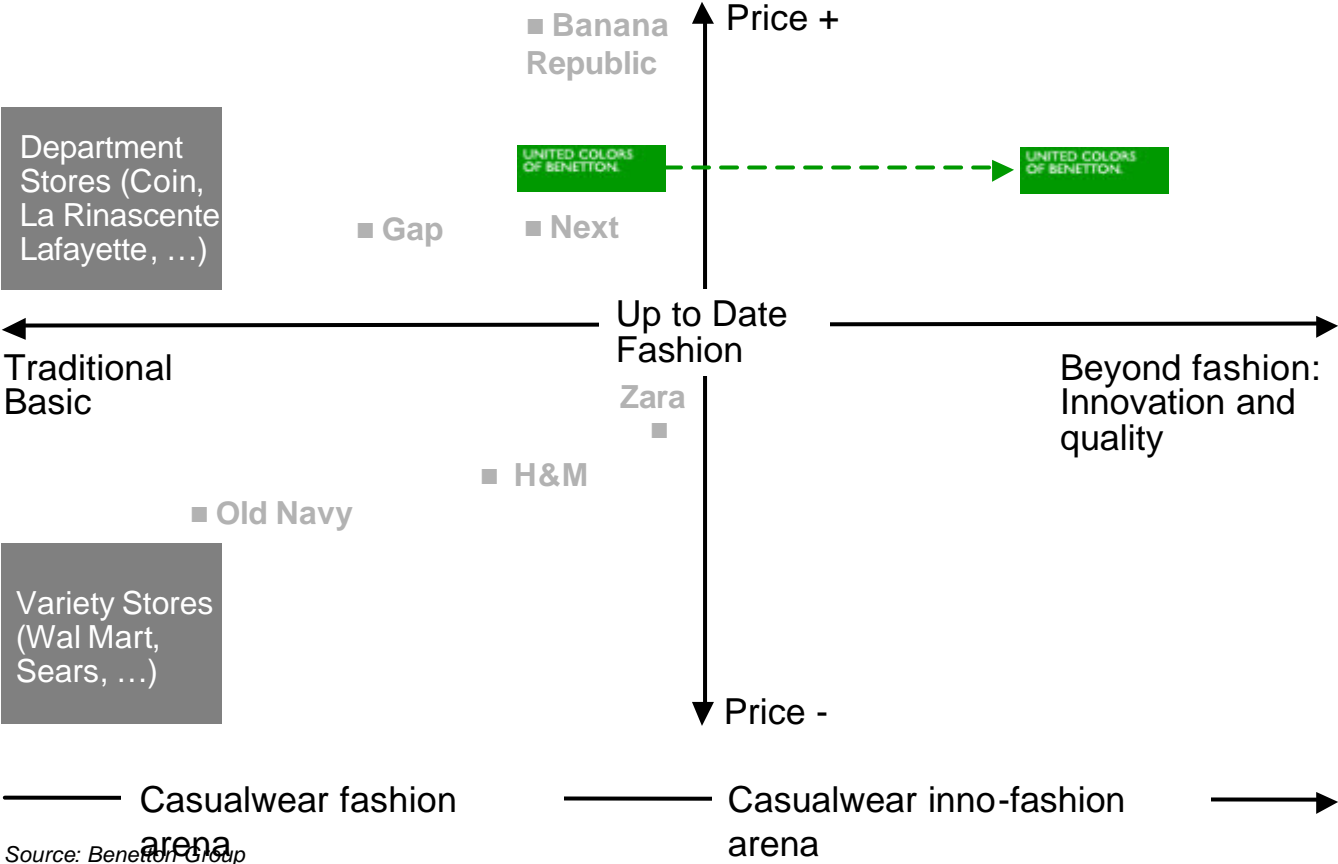 ■ Banana
Republic
Price +
Department
Stores (Coin,
La Rinascente
Lafayette, …)
UNITED COLORS
OF BENETTON.
UNITED COLORS
OF BENETTON.
■ Gap
■ Next
Up to Date
Fashion
Traditional
Basic
Beyond fashion:
Innovation and
quality
Zara
■
■ H&M
■ Old Navy
Variety Stores
(Wal Mart,
Sears, …)
Price -
Casualwear fashion
arena
Casualwear inno-fashion
arena
Source: Benetton Group